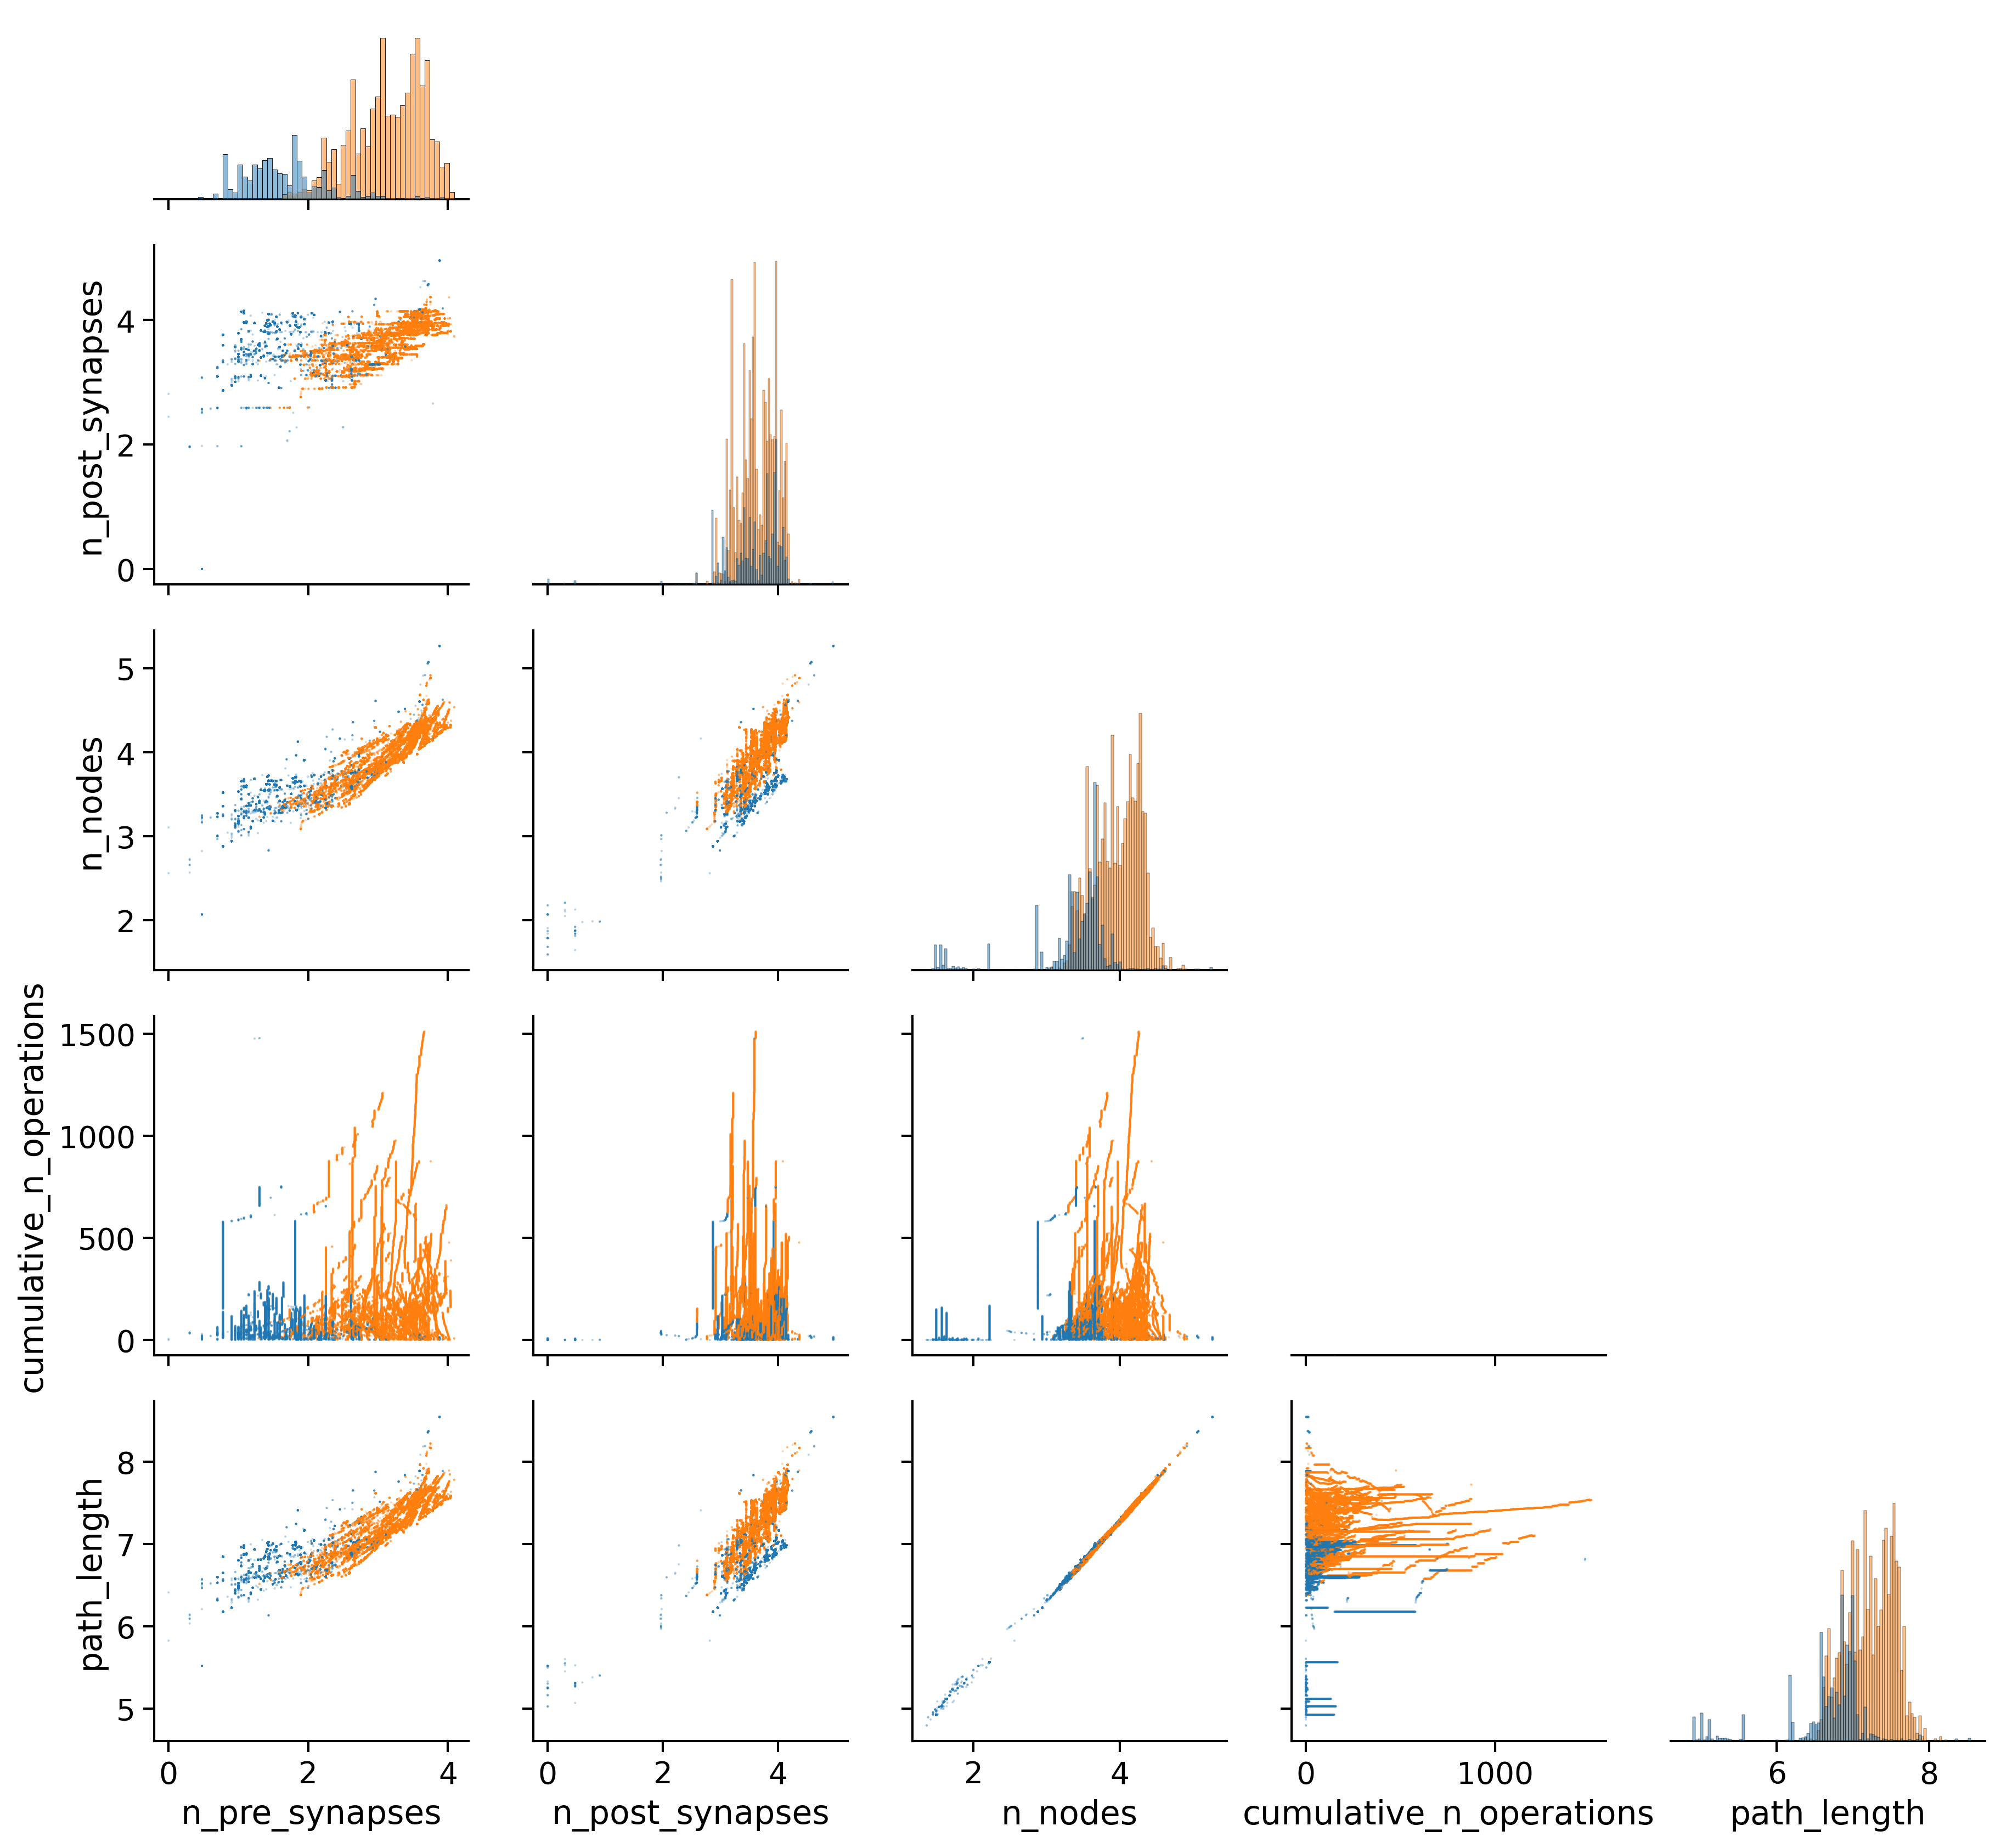 n_post_synapses
4
2
0
n_nodes
5
4
3
2
cumulative_n_operations
1500
1000
500
0
path_length
8
7
6
5
0 2 4
0 2 4
2 4
0 1000
6 8
n_pre_synapses
n_post_synapses
n_nodes
cumulative_n_operations
path_length